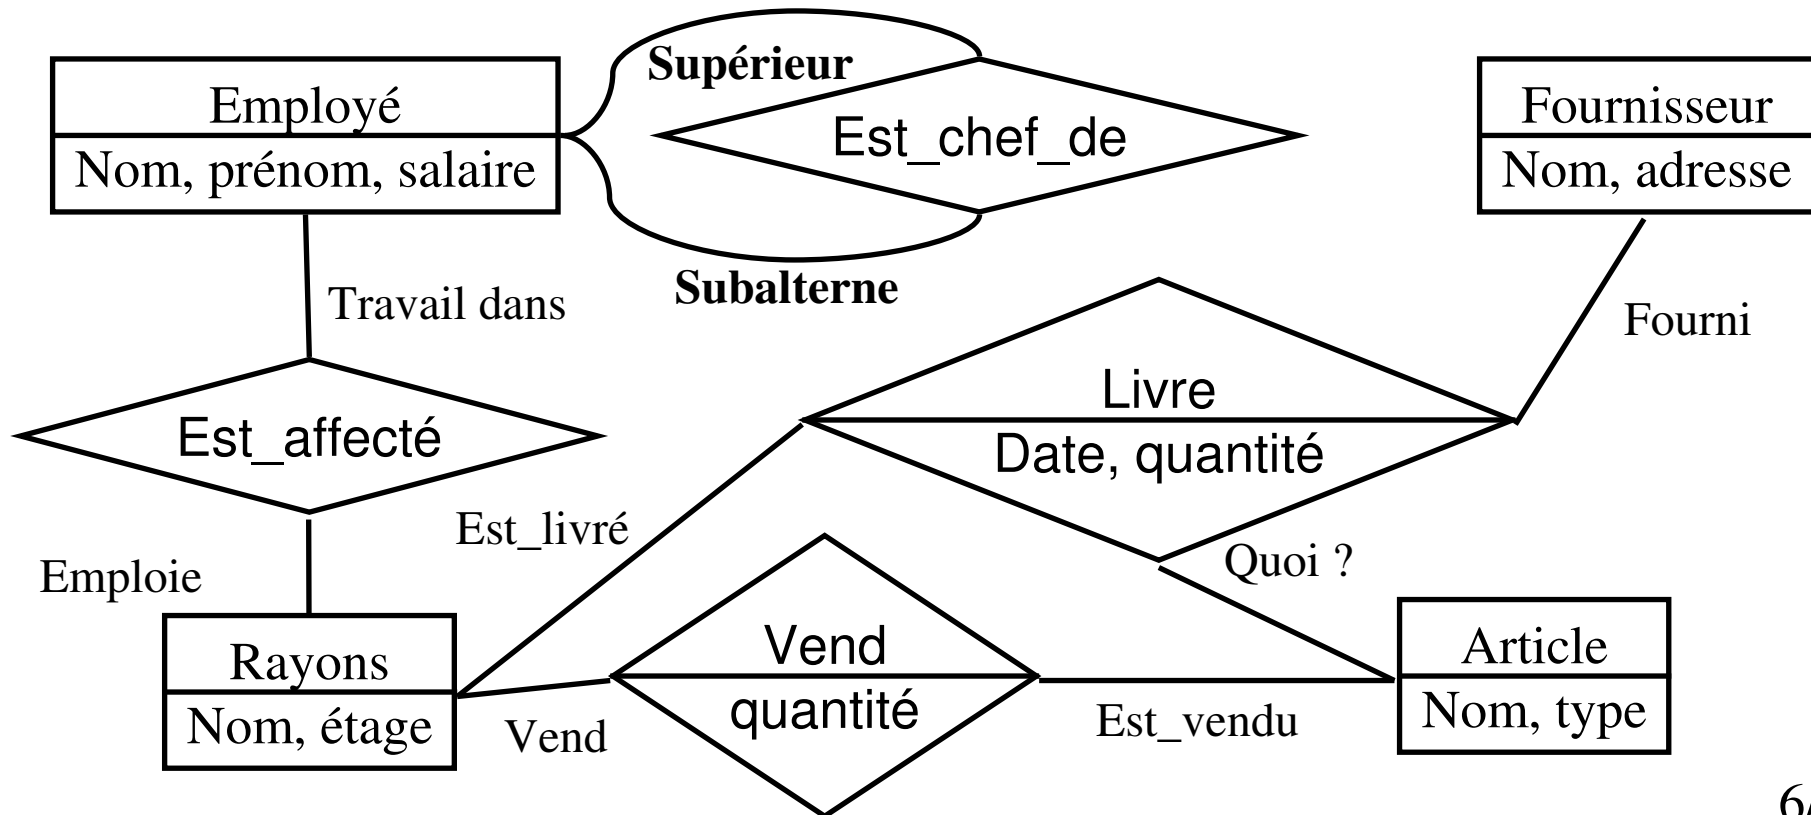 Supérieur
Employé
Nom, prénom, salaire
Est_chef_de
Fournisseur
Nom, adresse
Subalterne
Travail dans
Fourni
Livre
Date, quantité
Est_affecté
Est_livré
Quoi ?
Emploie
Rayons
Nom, étage
Vend
Vend
quantité
Est_vendu
Article
Nom, type